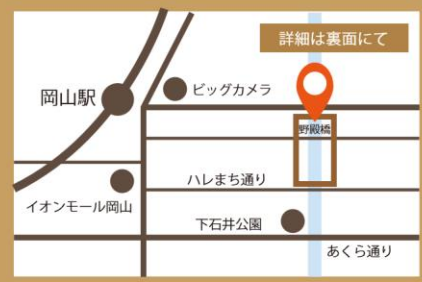 詳細は裏面にて
ビッグカメラ
岡山駅
野殿橋
ハレまち通り
イオンモール岡山
下石井公園
あくら通り